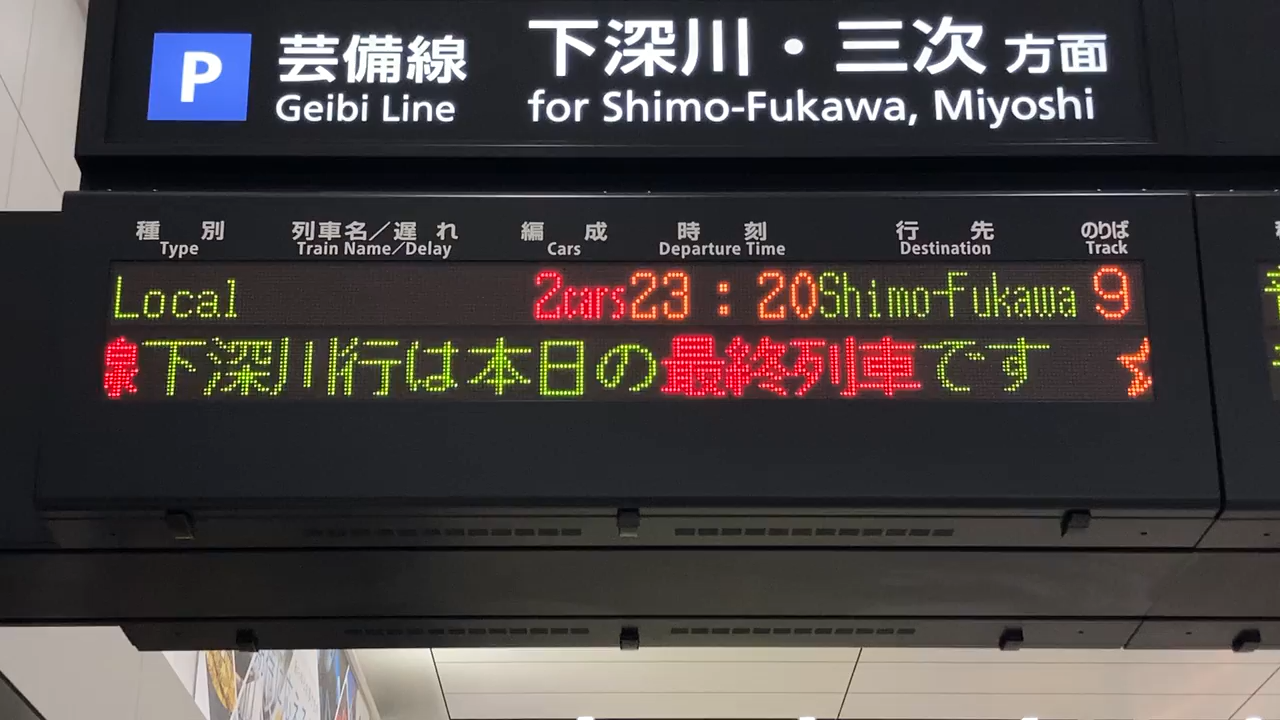 P 芸備線 下深川・三次 方面
Geibi Line for Shimo-Fukawa, Miyoshi
種別 列車名/遅れ 編成 時刻 行先 のりば
Type Train Name/Delay Cars Departure Time Destination Track
Local 2cars 23:20 Shimo-Fukawa 9
下深川行は本日の最終列車です